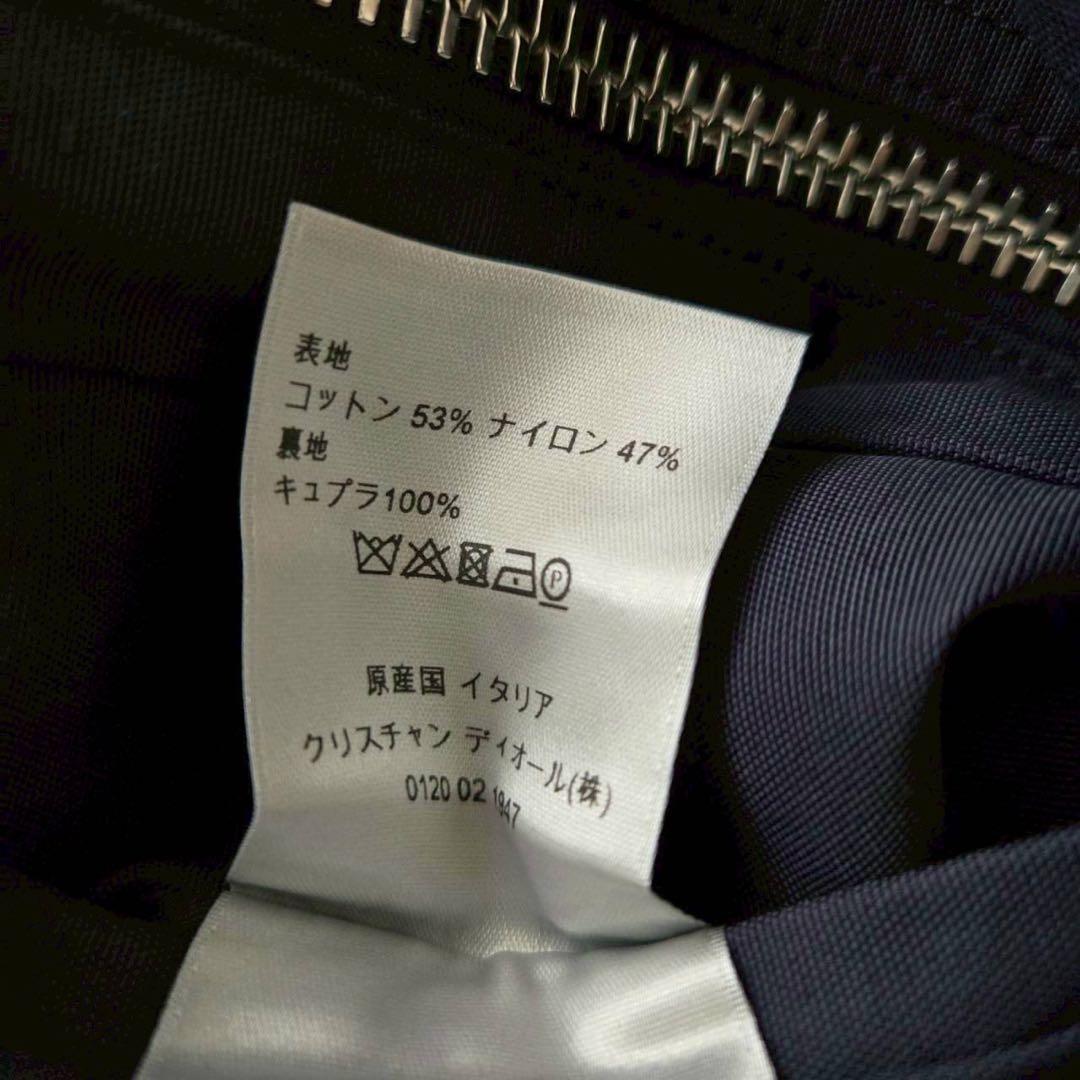 表地
コットン 53% ナイロン 47%
裏地
キュプラ100%
P
原産国 イタリア
クリスチャン ディオール(株)
0120 02 1947